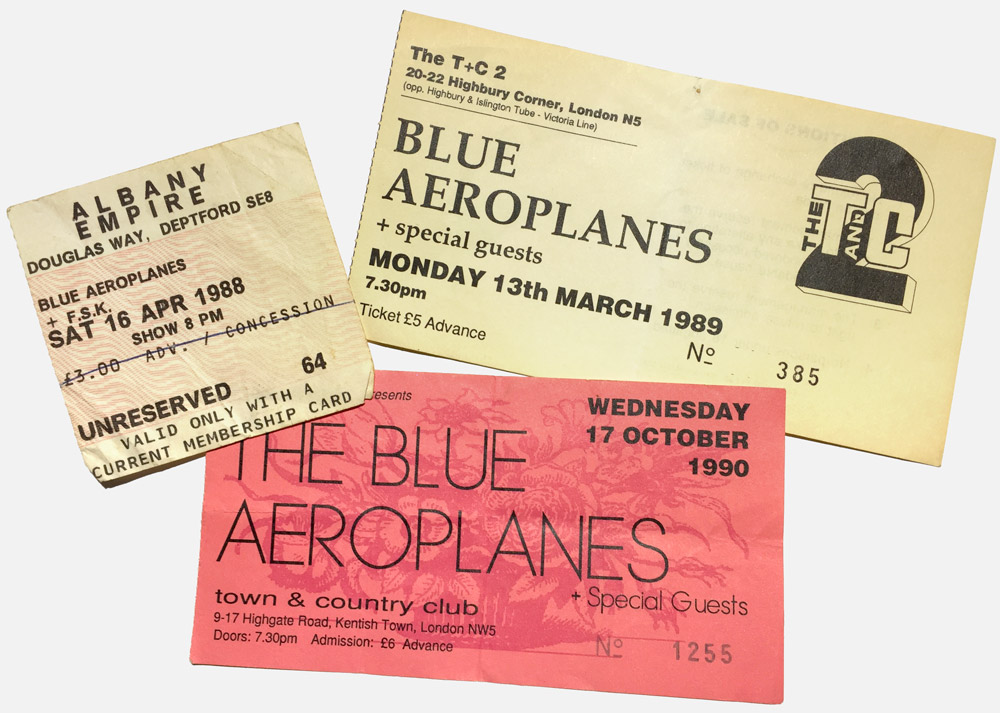 ALBANY
EMPIRE
DOUGLAS WAY, DEPTFORD SE8
BLUE AEROPLANES
+ F.S.K.
SAT 16 APR 1988
SHOW 8 PM
£3.00 ADV. / CONCESSION
64
UNRESERVED
VALID ONLY WITH A
CURRENT MEMBERSHIP CARD
The T+C 2
20-22 Highbury Corner, London N5
(opp. Highbury & Islington Tube - Victoria Line)
BLUE
AEROPLANES
+ special guests
MONDAY 13th MARCH 1989
7.30pm
Ticket £5 Advance
Nº 385
THE T AND C 2
WEDNESDAY
17 OCTOBER
1990
THE BLUE
AEROPLANES
+ Special Guests
town & country club
9-17 Highgate Road, Kentish Town, London NW5
Doors: 7.30pm Admission: £6 Advance
Nº 1255